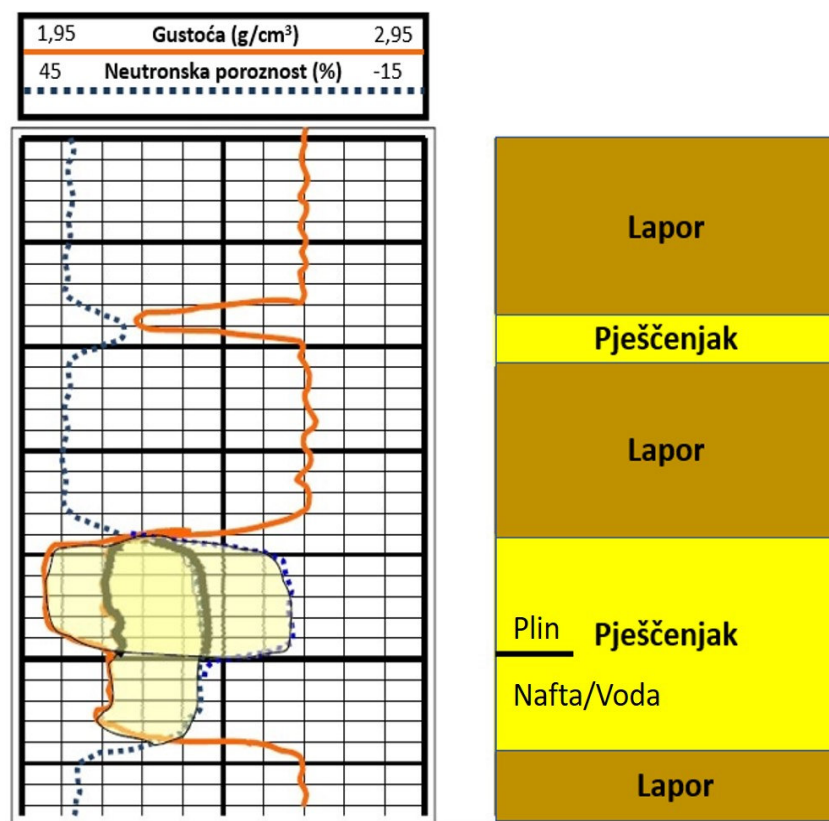 1,95 Gustoća (g/cm³) 2,95
45 Neutronska poroznost (%) -15
Lapor
Pješčenjak
Lapor
Plin Pješčenjak
Nafta/Voda
Lapor